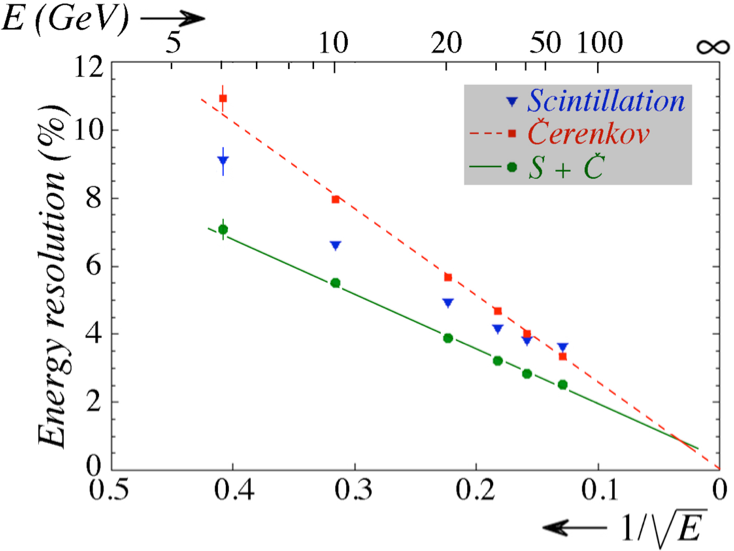 E (GeV)
5 10 20 50 100 ∞
Energy resolution (%)
12
10
8
6
4
2
0
Scintillation
Čerenkov
S + Č
0.5 0.4 0.3 0.2 0.1 0
1/√E